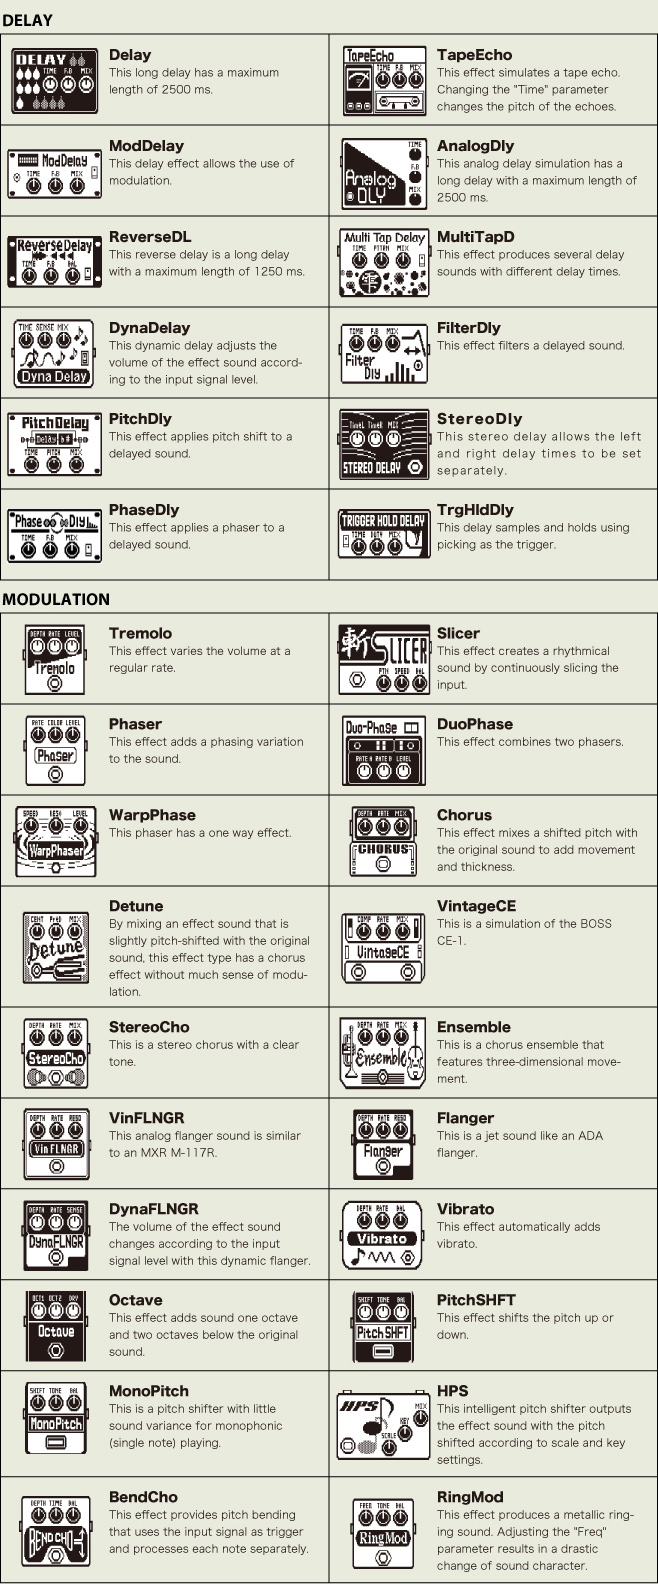 DELAY
DELAY
TIME F.B MIX
Delay
This long delay has a maximum
length of 2500 ms.
TapeEcho
TIME F.B MIX
TapeEcho
This effect simulates a tape echo.
Changing the "Time" parameter
changes the pitch of the echoes.
ModDelay
TIME F.B MIX
ModDelay
This delay effect allows the use of
modulation.
TIME
F.B
MIX
Analog
DLY
AnalogDly
This analog delay simulation has a
long delay with a maximum length of
2500 ms.
Reverse Delay
TIME F.B BAL
ReverseDL
This reverse delay is a long delay
with a maximum length of 1250 ms.
Multi Tap Delay
TIME PTTRN MIX
MultiTapD
This effect produces several delay
sounds with different delay times.
TIME SENSE MIX
Dyna Delay
DynaDelay
This dynamic delay adjusts the
volume of the effect sound accord-
ing to the input signal level.
TIME F.B MIX
Filter
Dly
FilterDly
This effect filters a delayed sound.
Pitch Delay
Delay
TIME PITCH MIX
PitchDly
This effect applies pitch shift to a
delayed sound.
TimeL TimeR MIX
STEREO DELAY
StereoDly
This stereo delay allows the left
and right delay times to be set
separately.
Phase Dly
TIME F.B MIX
PhaseDly
This effect applies a phaser to a
delayed sound.
TRIGGER HOLD DELAY
TIME DUTY MIX
TrgHldDly
This delay samples and holds using
picking as the trigger.
MODULATION
DEPTH RATE LEVEL
Tremolo
Tremolo
This effect varies the volume at a
regular rate.
斬 SLICER
PTN SPEED BAL
Slicer
This effect creates a rhythmical
sound by continuously slicing the
input.
RATE COLOR LEVEL
Phaser
Phaser
This effect adds a phasing variation
to the sound.
Duo-Phase
RATE A RATE B LEVEL
DuoPhase
This effect combines two phasers.
SPEED RESO LEVEL
WarpPhaser
WarpPhase
This phaser has a one way effect.
DEPTH RATE MIX
CHORUS
Chorus
This effect mixes a shifted pitch with
the original sound to add movement
and thickness.
CENT PreD MIX
Detune
Detune
By mixing an effect sound that is
slightly pitch-shifted with the original
sound, this effect type has a chorus
effect without much sense of modu-
lation.
COMP RATE MIX
VintageCE
VintageCE
This is a simulation of the BOSS
CE-1.
DEPTH RATE MIX
StereoCho
StereoCho
This is a stereo chorus with a clear
tone.
DEPTH RATE MIX
Ensemble
Ensemble
This is a chorus ensemble that
features three-dimensional move-
ment.
DEPTH RATE RESO
Vin FLNGR
VinFLNGR
This analog flanger sound is similar
to an MXR M-117R.
DEPTH RATE RESO
Flanger
Flanger
This is a jet sound like an ADA
flanger.
DEPTH RATE SENSE
DynaFLNGR
DynaFLNGR
The volume of the effect sound
changes according to the input
signal level with this dynamic flanger.
DEPTH RATE BAL
Vibrato
Vibrato
This effect automatically adds
vibrato.
OCT1 OCT2 DRY
Octave
Octave
This effect adds sound one octave
and two octaves below the original
sound.
SHIFT TONE BAL
Pitch SHFT
PitchSHFT
This effect shifts the pitch up or
down.
SHIFT TONE BAL
MonoPitch
MonoPitch
This is a pitch shifter with little
sound variance for monophonic
(single note) playing.
HPS
MIX
KEY
SCALE
HPS
This intelligent pitch shifter outputs
the effect sound with the pitch
shifted according to scale and key
settings.
DEPTH TIME BAL
BEND CHO
BendCho
This effect provides pitch bending
that uses the input signal as trigger
and processes each note separately.
FREQ TONE BAL
RingMod
RingMod
This effect produces a metallic ring-
ing sound. Adjusting the "Freq"
parameter results in a drastic
change of sound character.